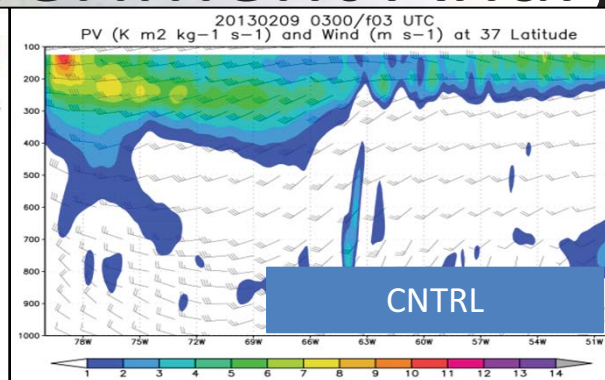 20130209 0300/f03 UTC
PV (K m2 kg-1 s-1) and Wind (m s-1) at 37 Latitude
100
200
300
400
500
600
700
800
900
1000
78W 75W 72W 69W 66W 63W 60W 57W 54W 51W
CNTRL
1 2 3 4 5 6 7 8 9 10 11 12 13 14